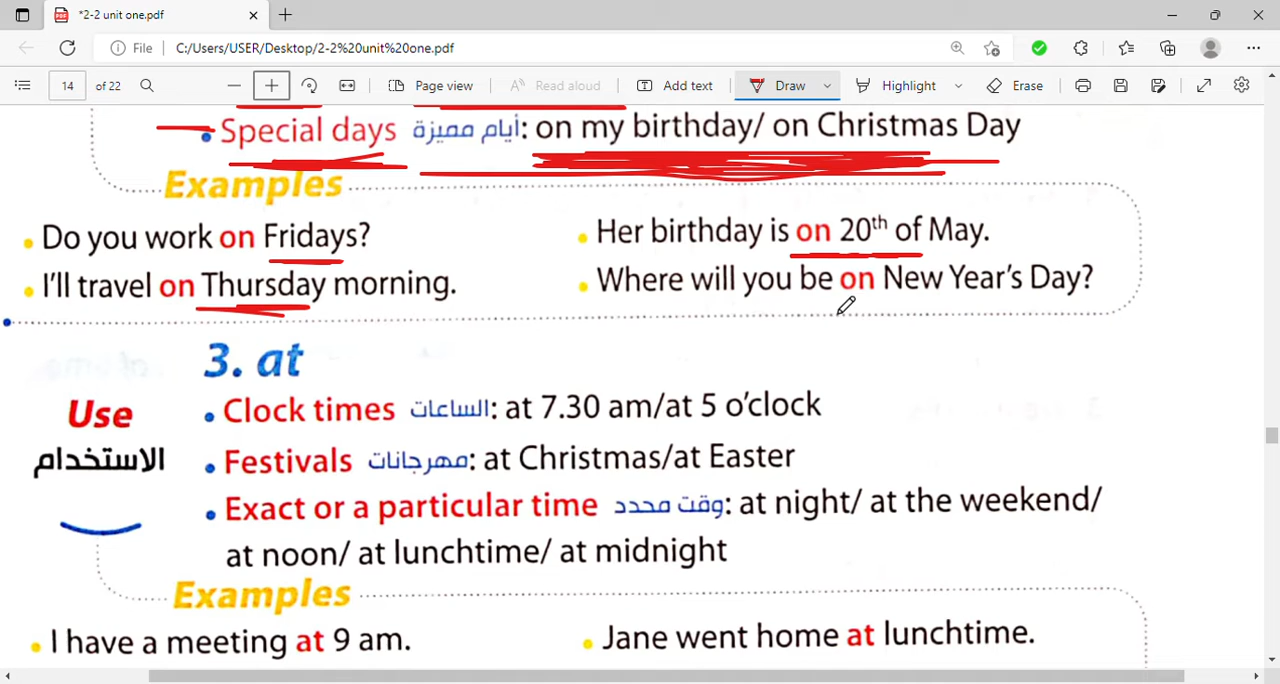 *2-2 unit one.pdf
File
C:/Users/USER/Desktop/2-2%20unit%20one.pdf
14 of 22
Page view
Read aloud
Add text
Draw
Highlight
Erase
Special days أيام مميزة: on my birthday/ on Christmas Day
Examples
Do you work on Fridays?
Her birthday is on 20th of May.
I'll travel on Thursday morning.
Where will you be on New Year's Day?
3. at
Use
الاستخدام
Clock times الساعات: at 7.30 am/at 5 o'clock
Festivals مهرجانات: at Christmas/at Easter
Exact or a particular time وقت محدد: at night/ at the weekend/
at noon/ at lunchtime/ at midnight
Examples
I have a meeting at 9 am.
Jane went home at lunchtime.